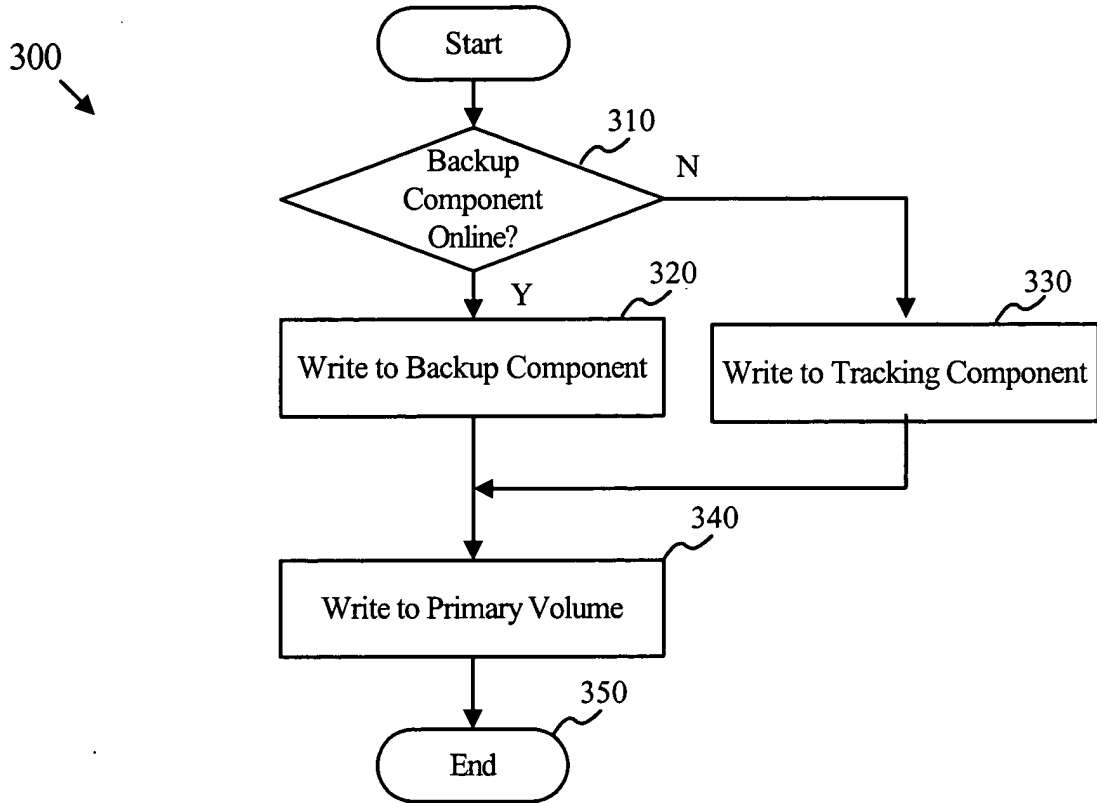 Start
300
310
Backup
Component
Online?
N
Y
320
330
Write to Backup Component
Write to Tracking Component
340
Write to Primary Volume
350
End